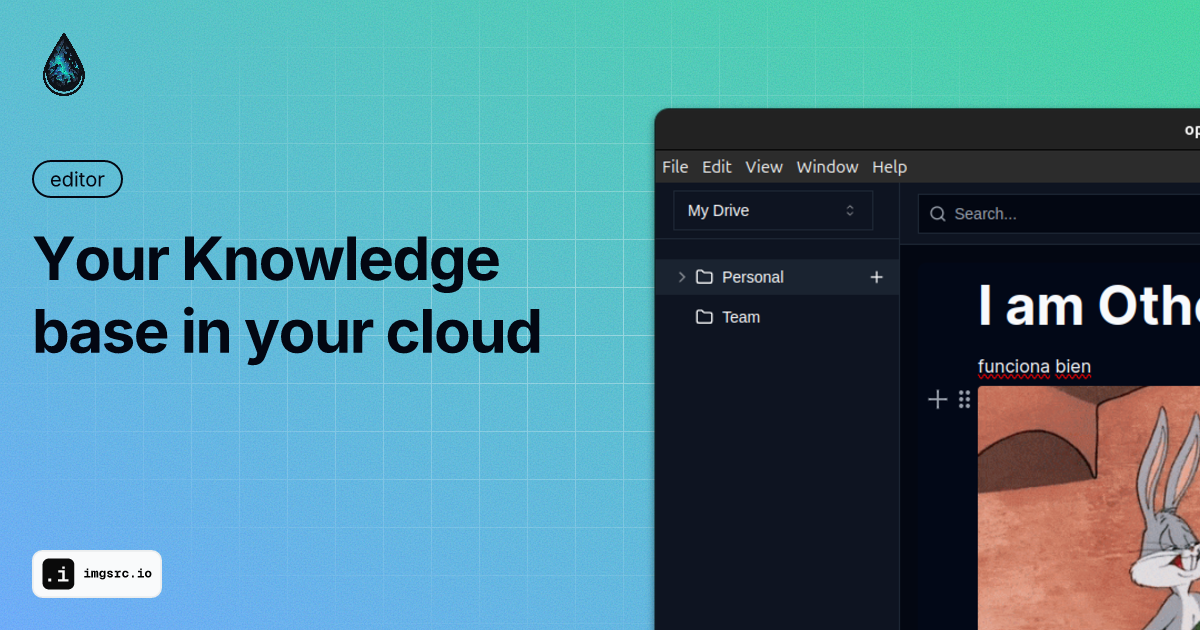 editor
Your Knowledge
base in your cloud
.i imgsrc.io
op
File Edit View Window Help
My Drive
Search...
Personal
Team
I am Othe
funciona bien